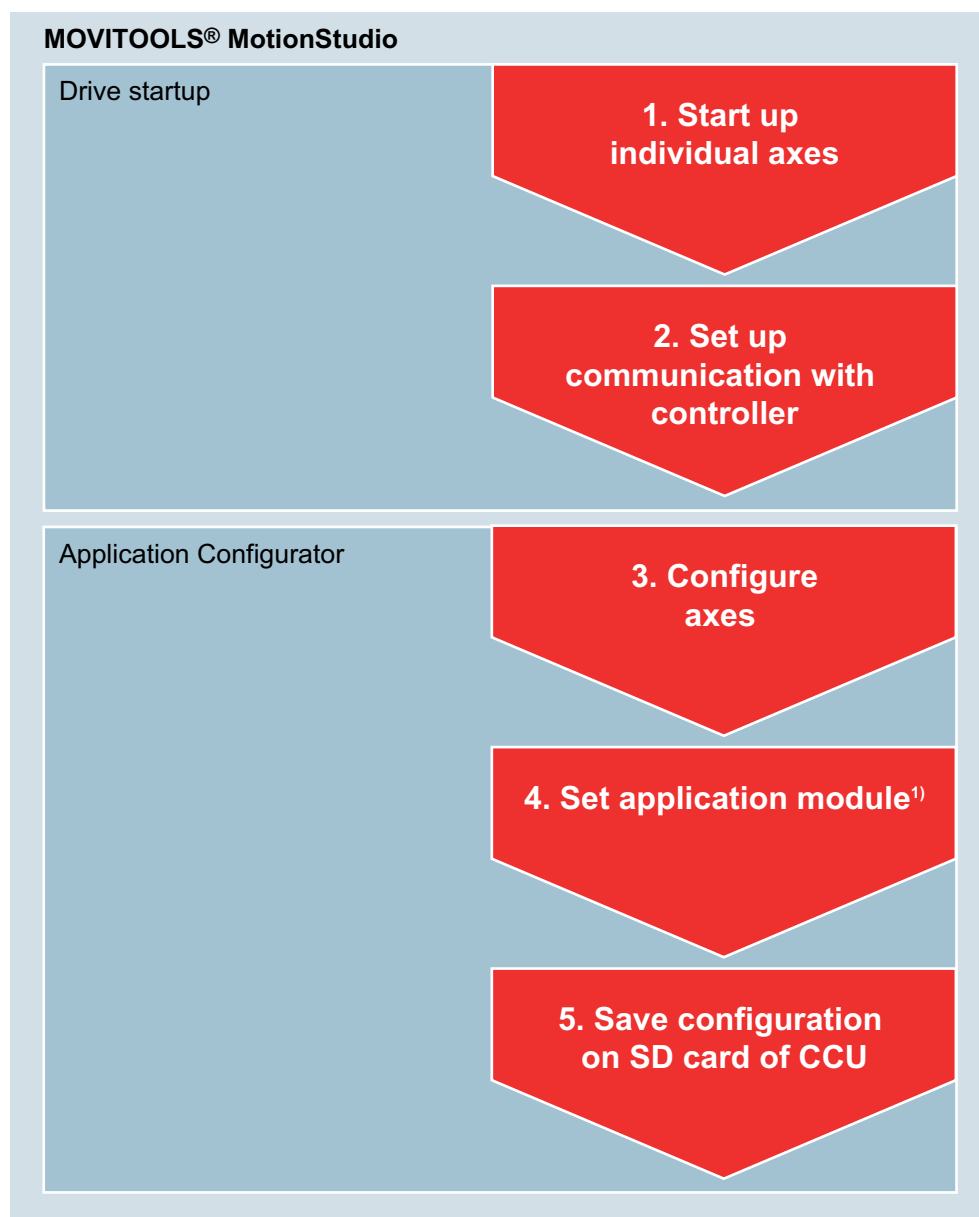 MOVITOOLS® MotionStudio
Drive startup
1. Start up
individual axes
2. Set up
communication with
controller
Application Configurator
3. Configure
axes
4. Set application module¹⁾
5. Save configuration
on SD card of CCU